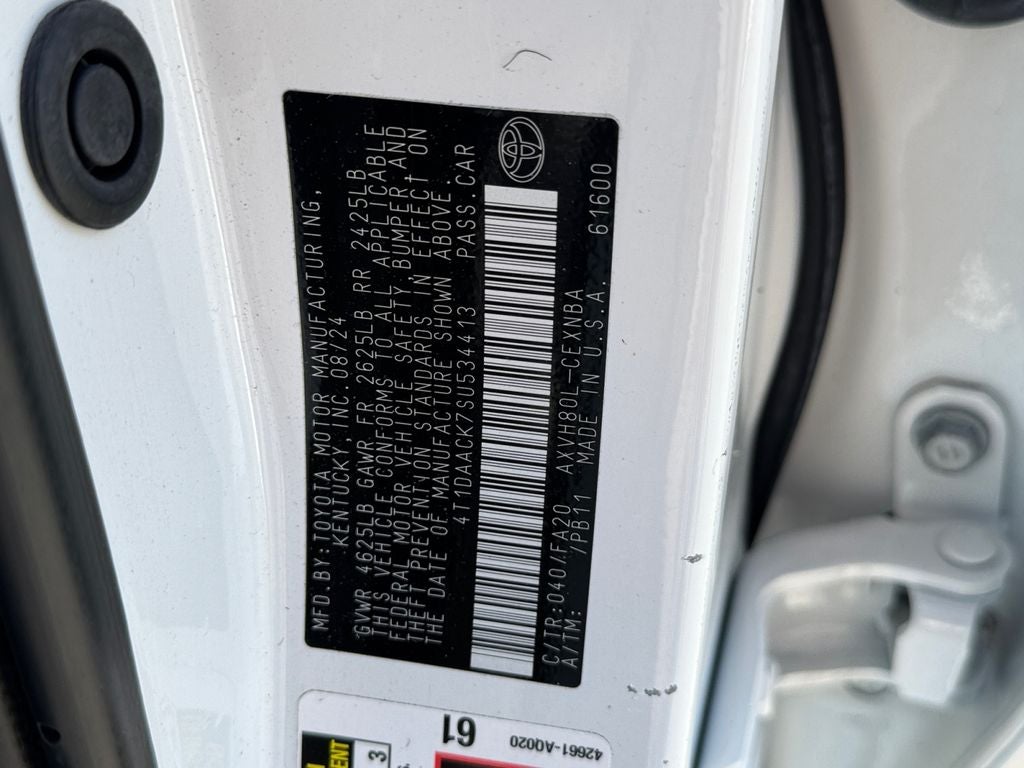 MFD.BY:TOYOTA MOTOR MANUFACTURING,
KENTUCKY,INC.08/24
GVWR 4625LB GAWR FR 2625LB RR 2425LB
THIS VEHICLE CONFORMS TO ALL APPLICABLE
FEDERAL MOTOR VEHICLE SAFETY,BUMPER AND
THEFT PREVENTION STANDARDS IN EFFECT ON
THE DATE OF MANUFACTURE SHOWN ABOVE.
4T1DAACK7SU534413 PASS.CAR
C/TR:040/FA20 AXVH80L-CEXNBA
A/TM: /PB11 MADE IN U.S.A. 61600
61
42661-AQ020
3